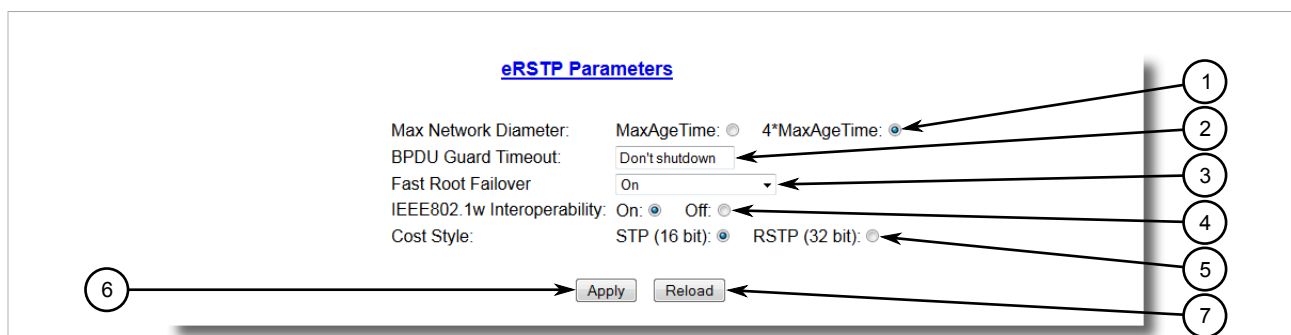 eRSTP Parameters
1
Max Network Diameter: MaxAgeTime: 4*MaxAgeTime:
2
BPDU Guard Timeout: Don't shutdown
Fast Root Failover On
3
IEEE802.1w Interoperability: On: Off:
4
Cost Style: STP (16 bit): RSTP (32 bit):
5
6 Apply Reload
7